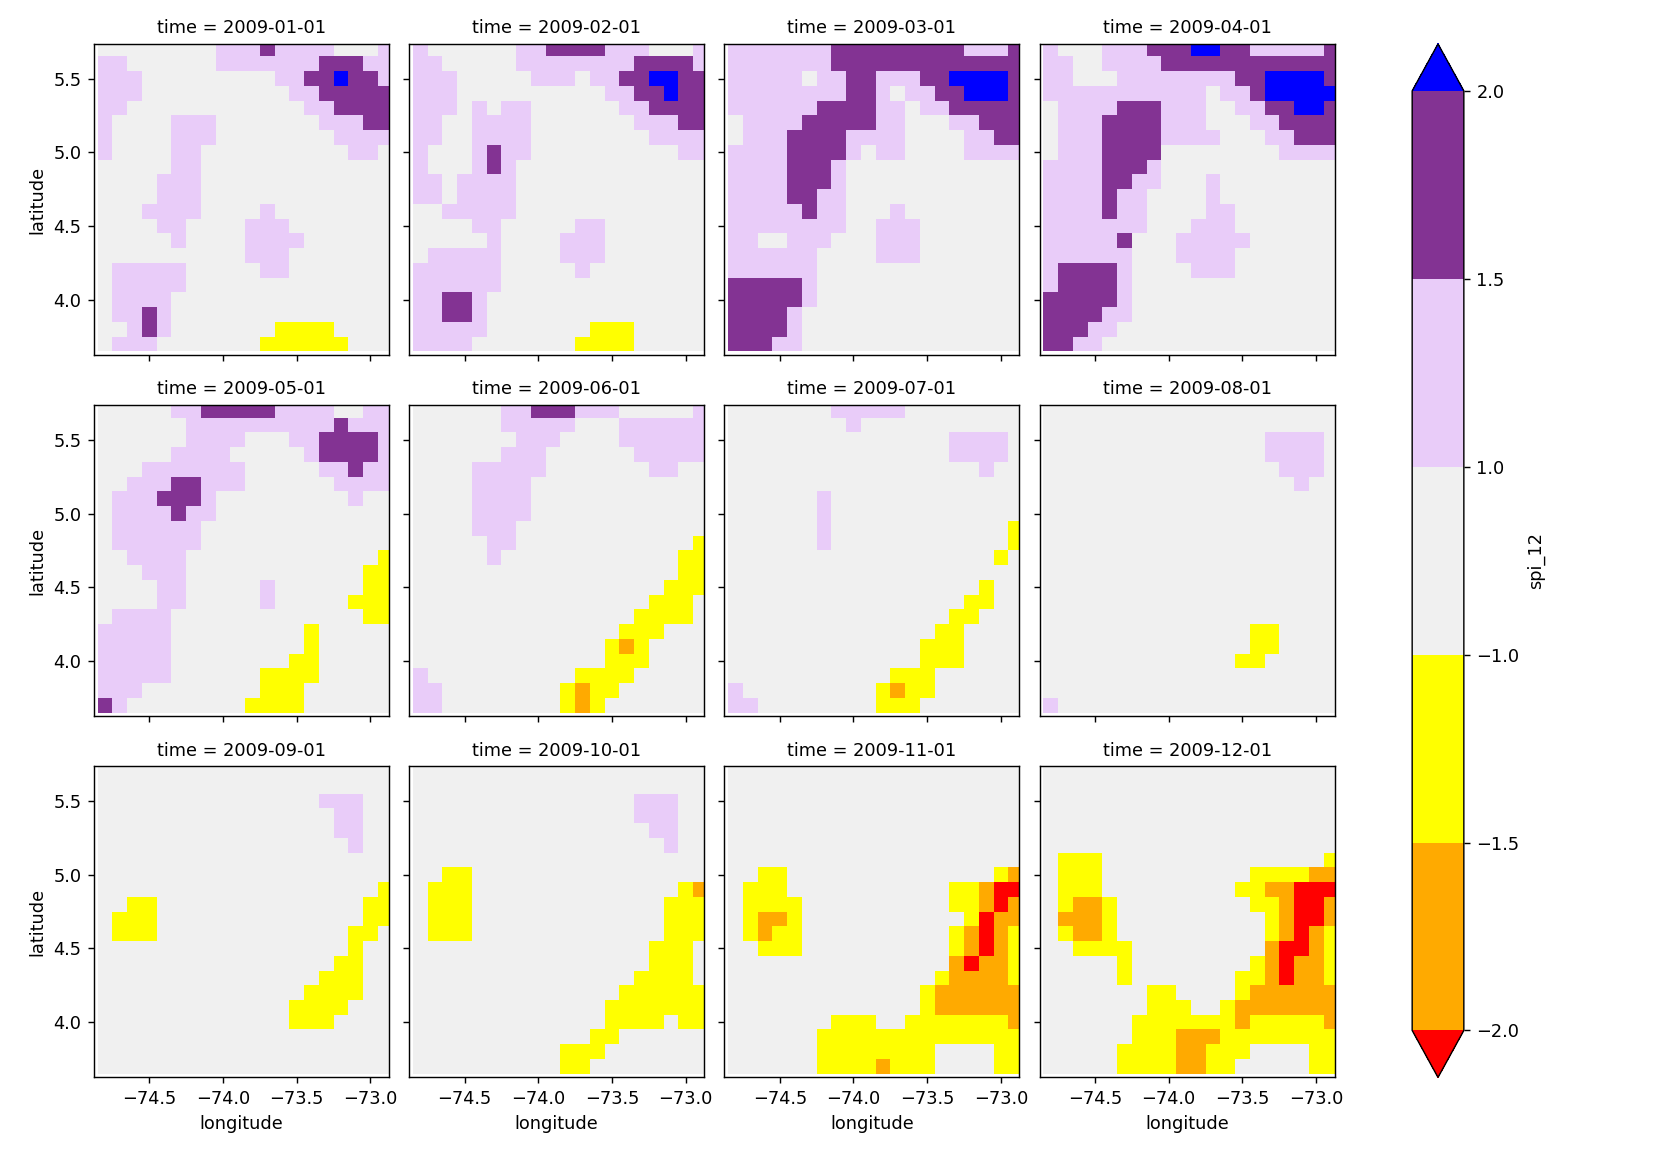 time = 2009-01-01
time = 2009-02-01
time = 2009-03-01
time = 2009-04-01
5.5
5.0
4.5
4.0
latitude
time = 2009-05-01
time = 2009-06-01
time = 2009-07-01
time = 2009-08-01
5.5
5.0
4.5
4.0
latitude
time = 2009-09-01
time = 2009-10-01
time = 2009-11-01
time = 2009-12-01
5.5
5.0
4.5
4.0
latitude
−74.5 −74.0 −73.5 −73.0
longitude
−74.5 −74.0 −73.5 −73.0
longitude
−74.5 −74.0 −73.5 −73.0
longitude
−74.5 −74.0 −73.5 −73.0
longitude
2.0
1.5
1.0
−1.0
−1.5
−2.0
spi_12